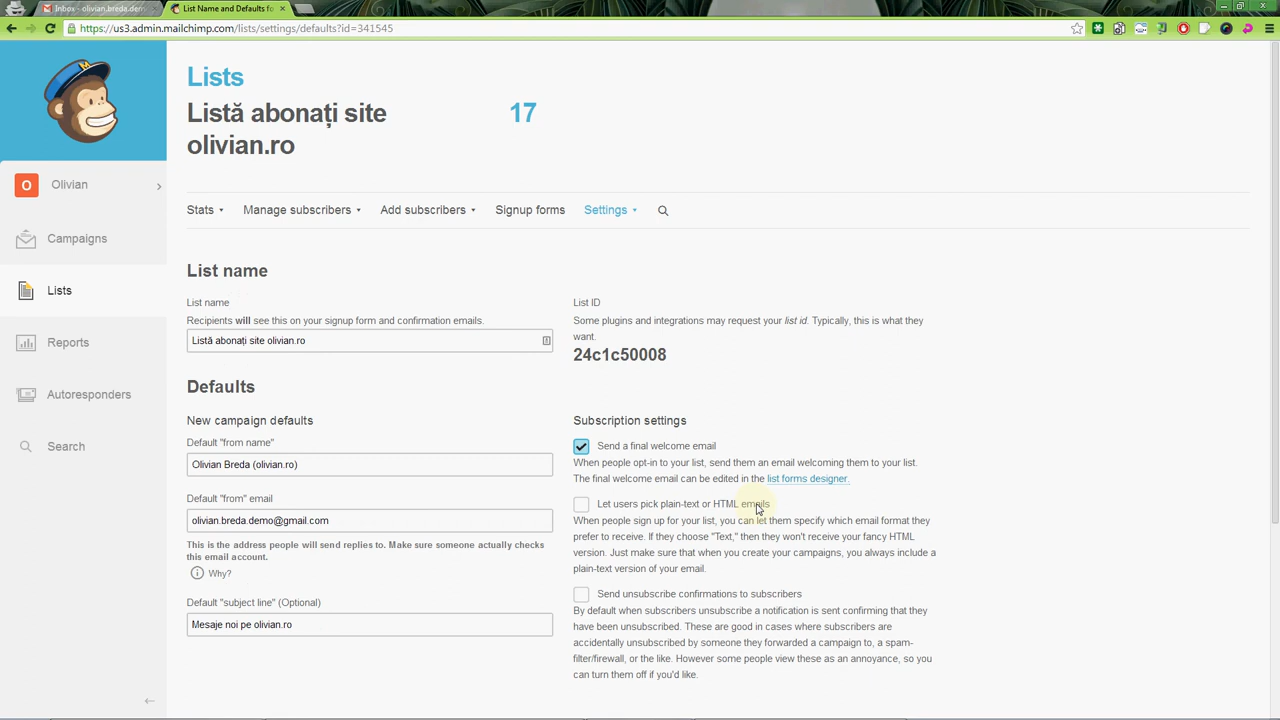 Inbox - olivian.breda.dem
List Name and Defaults fo
https://us3.admin.mailchimp.com/lists/settings/defaults?id=341545
Lists
Listă abonați site
olivian.ro
17
O Olivian
Campaigns
Lists
Reports
Autoresponders
Search
Stats
Manage subscribers
Add subscribers
Signup forms
Settings
List name
List name
Recipients will see this on your signup form and confirmation emails.
Listă abonați site olivian.ro
List ID
Some plugins and integrations may request your list id. Typically, this is what they
want.
24c1c50008
Defaults
New campaign defaults
Default "from name"
Olivian Breda (olivian.ro)
Default "from" email
olivian.breda.demo@gmail.com
This is the address people will send replies to. Make sure someone actually checks
this email account.
Why?
Default "subject line" (Optional)
Mesaje noi pe olivian.ro
Subscription settings
Send a final welcome email
When people opt-in to your list, send them an email welcoming them to your list.
The final welcome email can be edited in the list forms designer.
Let users pick plain-text or HTML emails
When people sign up for your list, you can let them specify which email format they
prefer to receive. If they choose "Text," then they won't receive your fancy HTML
version. Just make sure that when you create your campaigns, you always include a
plain-text version of your email.
Send unsubscribe confirmations to subscribers
By default when subscribers unsubscribe a notification is sent confirming that they
have been unsubscribed. These are good in cases where subscribers are
accidentally unsubscribed by someone they forwarded a campaign to, a spam-
filter/firewall, or the like. However some people view these as an annoyance, so you
can turn them off if you'd like.